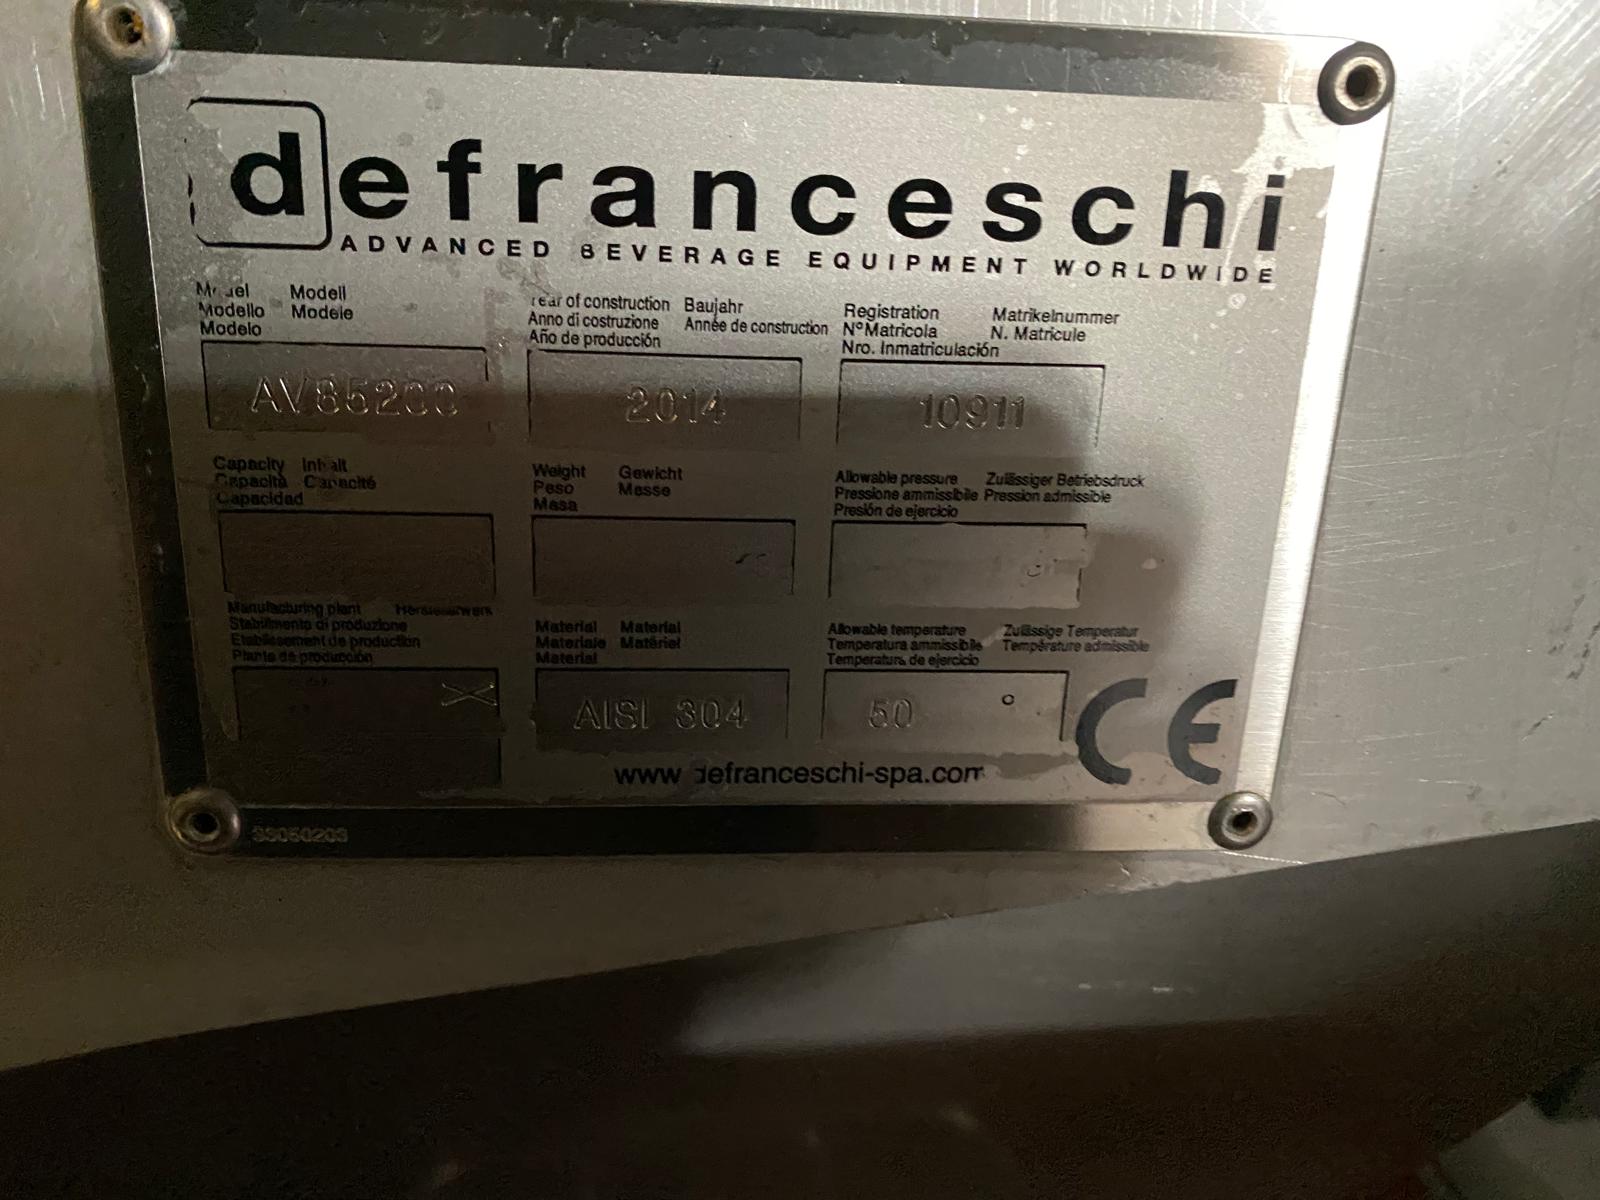 defranceschi
ADVANCED BEVERAGE EQUIPMENT WORLDWIDE
Model Modell
Modello Modele
Modelo
Year of construction Baujahr
Anno di costruzione Année de construction
Año de producción
Registration Matrikelnummer
N° Matricola N. Matricule
Nro. Inmatriculación
AV85200
2014
10911
Capacity Inhalt
Capacità Capacité
Capacidad
Weight Gewicht
Peso Masse
Masa
Allowable pressure Zulässiger Betriebsdruck
Pressione ammissibile Pression admissible
Presión de ejercicio
Manufacturing plant Herstellerwerk
Stabilimento di produzione
Etablissement de production
Planta de producción
Material Material
Materiale Matériel
Material
Allowable temperature Zulässige Temperatur
Temperatura ammissibile Température admissible
Temperatura de ejercicio
X
AISI 304
50 °
CE
www.defranceschi-spa.com
33050203